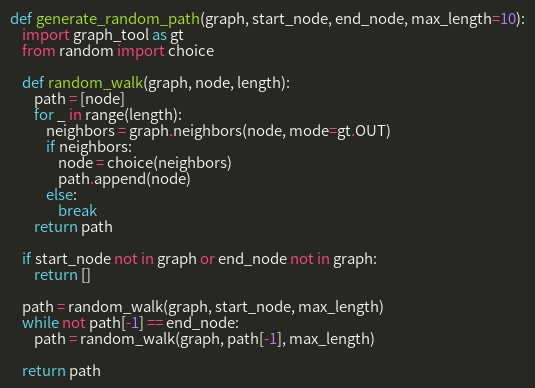 def generate_random_path(graph, start_node, end_node, max_length=10):
    import graph_tool as gt
    from random import choice

    def random_walk(graph, node, length):
        path = [node]
        for _ in range(length):
            neighbors = graph.neighbors(node, mode=gt.OUT)
            if neighbors:
                node = choice(neighbors)
                path.append(node)
            else:
                break
        return path

    if start_node not in graph or end_node not in graph:
        return []

    path = random_walk(graph, start_node, max_length)
    while not path[-1] == end_node:
        path = random_walk(graph, path[-1], max_length)

    return path